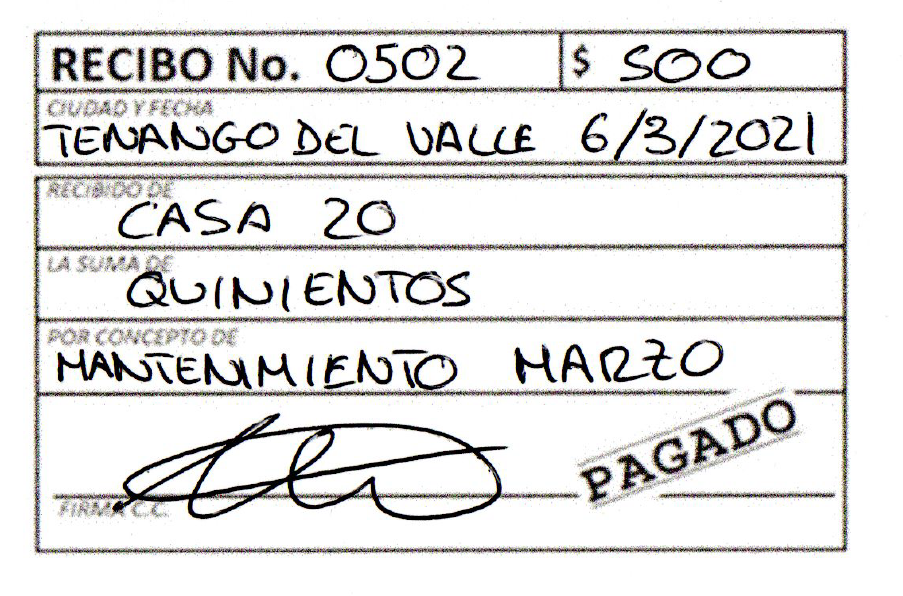 RECIBO No. 0502 $ 500
CIUDAD Y FECHA
TENANGO DEL VALLE 6/3/2021
RECIBIDO DE
CASA 20
LA SUMA DE
QUINIENTOS
POR CONCEPTO DE
MANTENIMIENTO MARZO
PAGADO
FIRMA C.C.